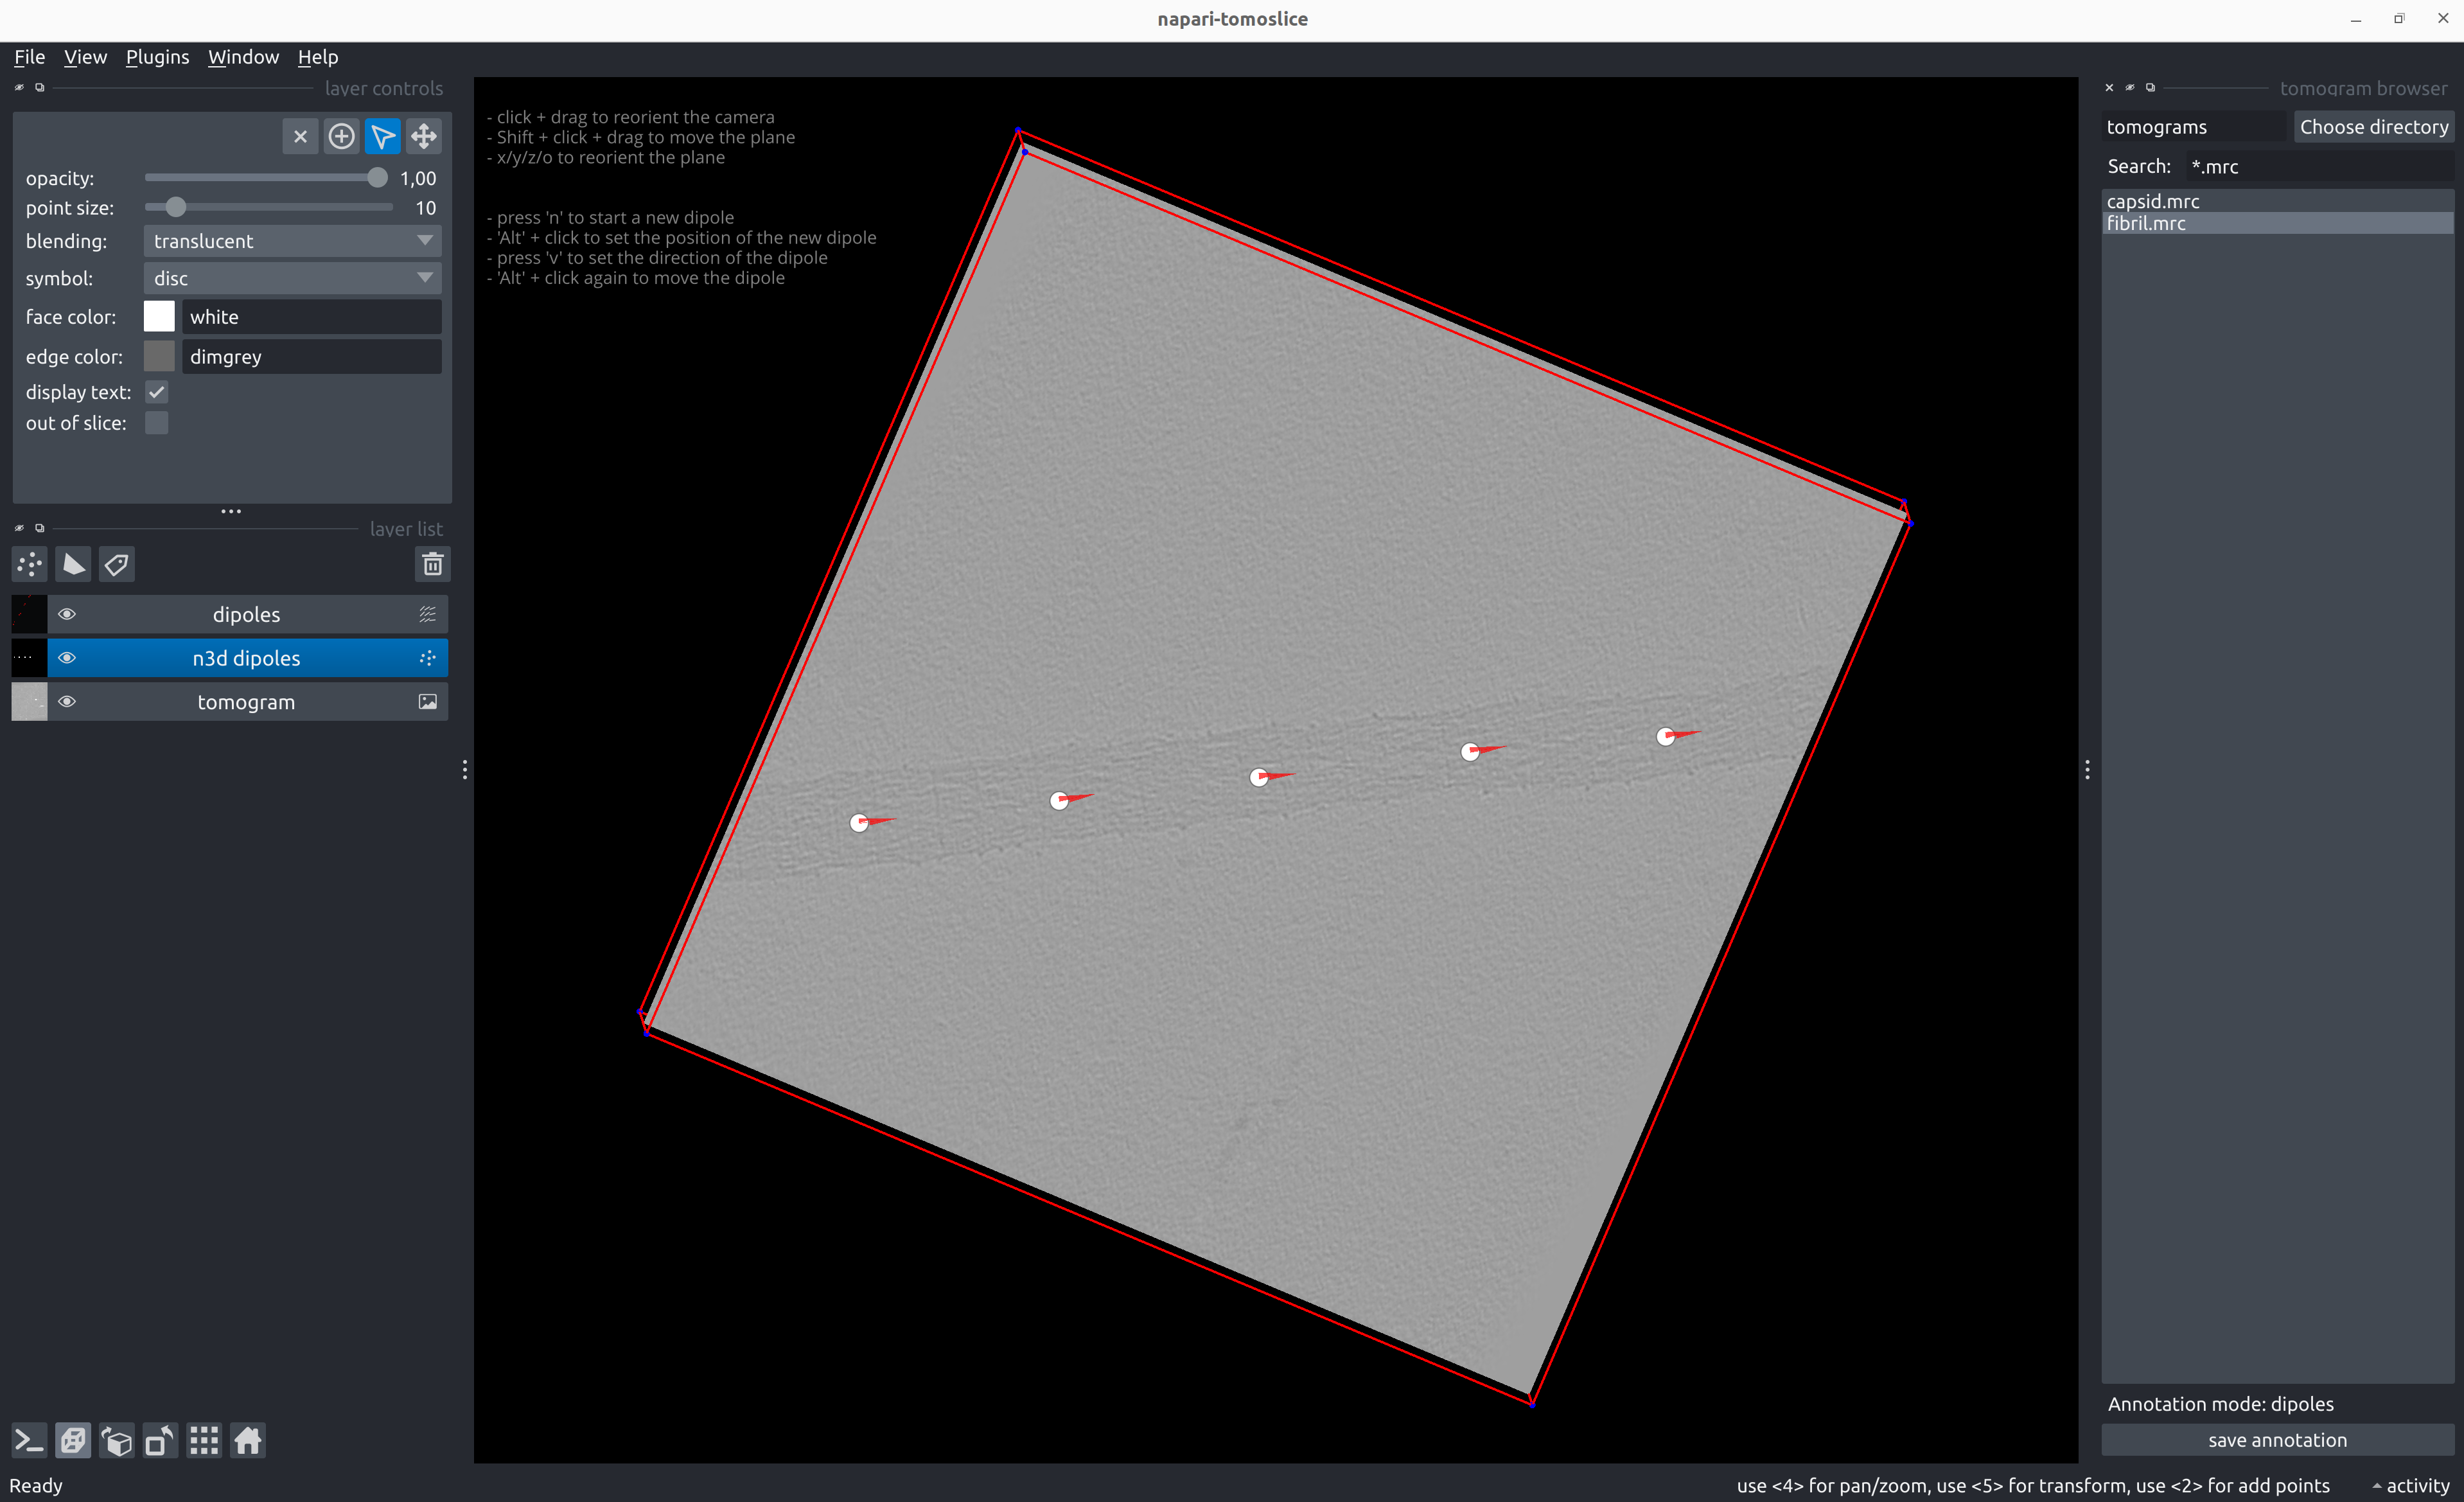 napari-tomoslice
File View Plugins Window Help
layer controls
opacity: 1,00
point size: 10
blending: translucent
symbol: disc
face color: white
edge color: dimgrey
display text:
out of slice:
layer list
dipoles
n3d dipoles
tomogram
- click + drag to reorient the camera
- Shift + click + drag to move the plane
- x/y/z/o to reorient the plane
- press 'n' to start a new dipole
- 'Alt' + click to set the position of the new dipole
- press 'v' to set the direction of the dipole
- 'Alt' + click again to move the dipole
tomogram browser
tomograms Choose directory
Search: *.mrc
capsid.mrc
fibril.mrc
Annotation mode: dipoles
save annotation
Ready
use <4> for pan/zoom, use <5> for transform, use <2> for add points
activity